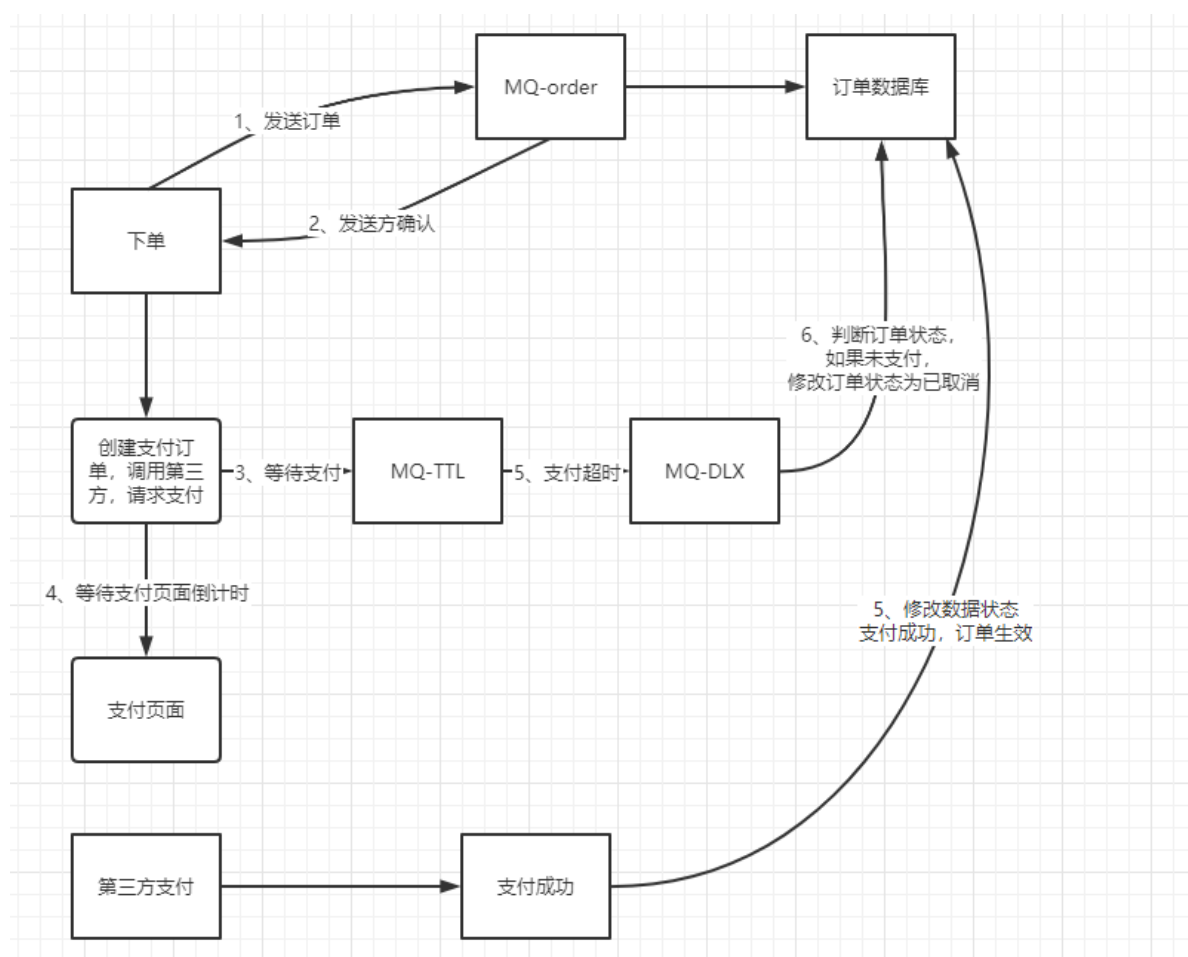 MQ-order
订单数据库
1、发送订单
2、发送方确认
下单
6、判断订单状态，
如果未支付，
修改订单状态为已取消
创建支付订
单，调用第三
方，请求支付
3、等待支付
MQ-TTL
5、支付超时
MQ-DLX
4、等待支付页面倒计时
5、修改数据状态
支付成功，订单生效
支付页面
第三方支付
支付成功